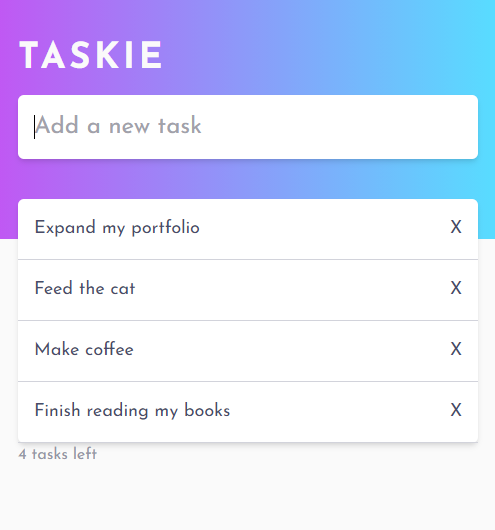 TASKIE
Add a new task
Expand my portfolio X
Feed the cat X
Make coffee X
Finish reading my books X
4 tasks left